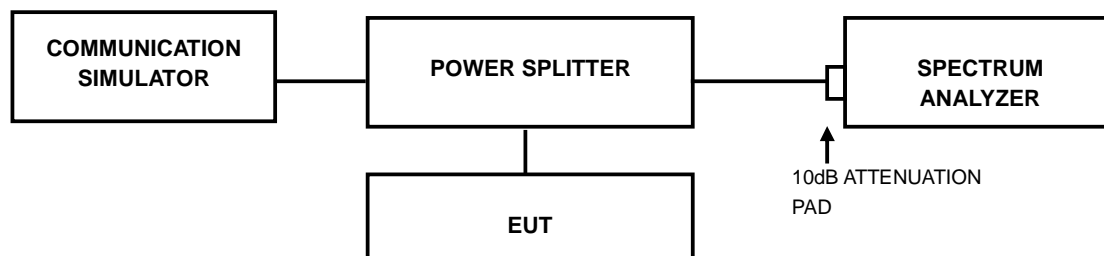 COMMUNICATION
SIMULATOR
POWER SPLITTER
SPECTRUM
ANALYZER
10dB ATTENUATION
PAD
EUT